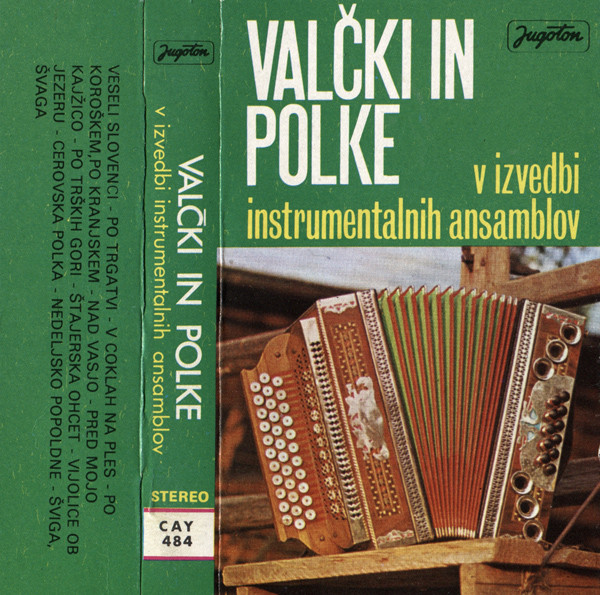 VESELI SLOVENCI - PO TRGATVI - V COKLAH NA PLES - PO
KOROŠKEM, PO KRANJSKEM - NAD VASJO - PRED MOJO
KAJŽICO - PO TRŠKIH GORI - ŠTAJERSKA OHCET - VIJOLICE OB
JEZERU - CEROVSKA POLKA - NEDELJSKO POPOLDNE - ŠVIGA,
ŠVAGA
Jugoton
VALČKI IN POLKE
v izvedbi instrumentalnih ansamblov
STEREO
CAY
484
Jugoton
VALČKI IN
POLKE
v izvedbi
instrumentalnih ansamblov